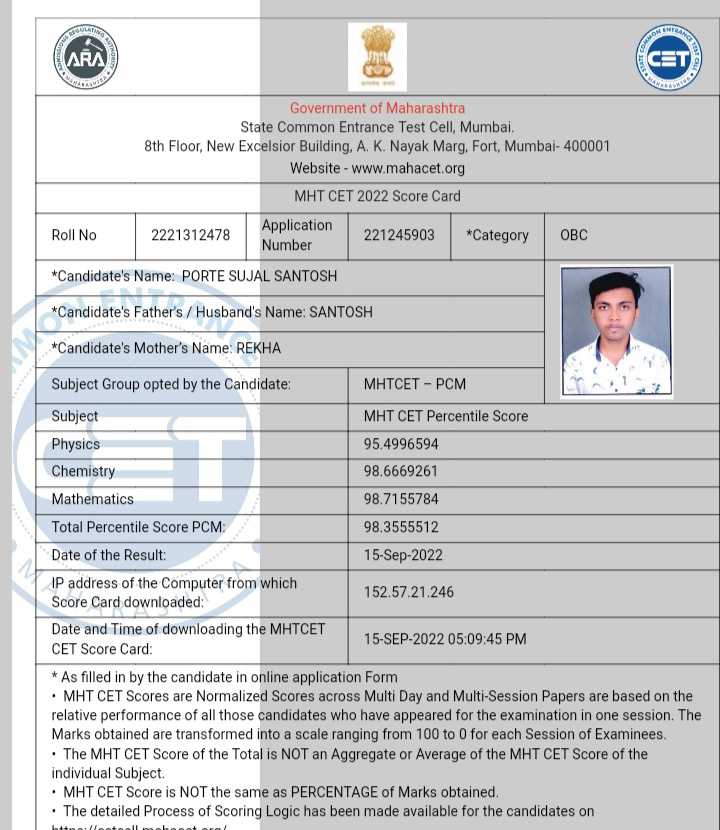 ADMISSIONS REGULATING AUTHORITY
ARA
MAHARASHTRA
STATE COMMON ENTRANCE TEST CELL
CET
MAHARASHTRA
Government of Maharashtra
State Common Entrance Test Cell, Mumbai.
8th Floor, New Excelsior Building, A. K. Nayak Marg, Fort, Mumbai- 400001
Website - www.mahacet.org
MHT CET 2022 Score Card
Roll No 2221312478 Application Number 221245903 *Category OBC
*Candidate's Name: PORTE SUJAL SANTOSH
*Candidate's Father's / Husband's Name: SANTOSH
*Candidate's Mother's Name: REKHA
Subject Group opted by the Candidate: MHTCET – PCM
Subject MHT CET Percentile Score
Physics 95.4996594
Chemistry 98.6669261
Mathematics 98.7155784
Total Percentile Score PCM: 98.3555512
Date of the Result: 15-Sep-2022
IP address of the Computer from which
Score Card downloaded: 152.57.21.246
Date and Time of downloading the MHTCET
CET Score Card: 15-SEP-2022 05:09:45 PM
* As filled in by the candidate in online application Form
• MHT CET Scores are Normalized Scores across Multi Day and Multi-Session Papers are based on the
relative performance of all those candidates who have appeared for the examination in one session. The
Marks obtained are transformed into a scale ranging from 100 to 0 for each Session of Examinees.
• The MHT CET Score of the Total is NOT an Aggregate or Average of the MHT CET Score of the
individual Subject.
• MHT CET Score is NOT the same as PERCENTAGE of Marks obtained.
• The detailed Process of Scoring Logic has been made available for the candidates on